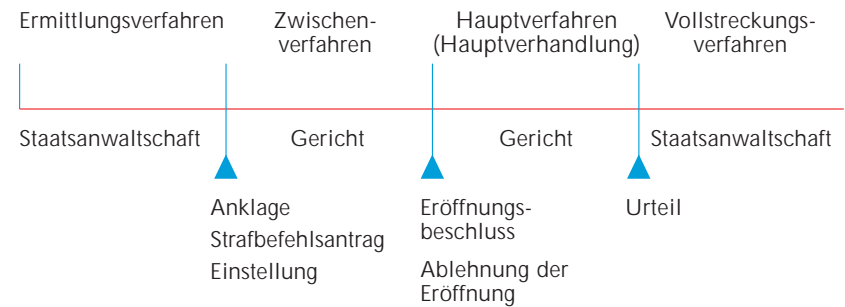 Ermittlungsverfahren
Zwischen-
verfahren
Hauptverfahren
(Hauptverhandlung)
Vollstreckungs-
verfahren
Staatsanwaltschaft
Gericht
Gericht
Staatsanwaltschaft
Anklage
Strafbefehlsantrag
Einstellung
Eröffnungs-
beschluss
Ablehnung der
Eröffnung
Urteil